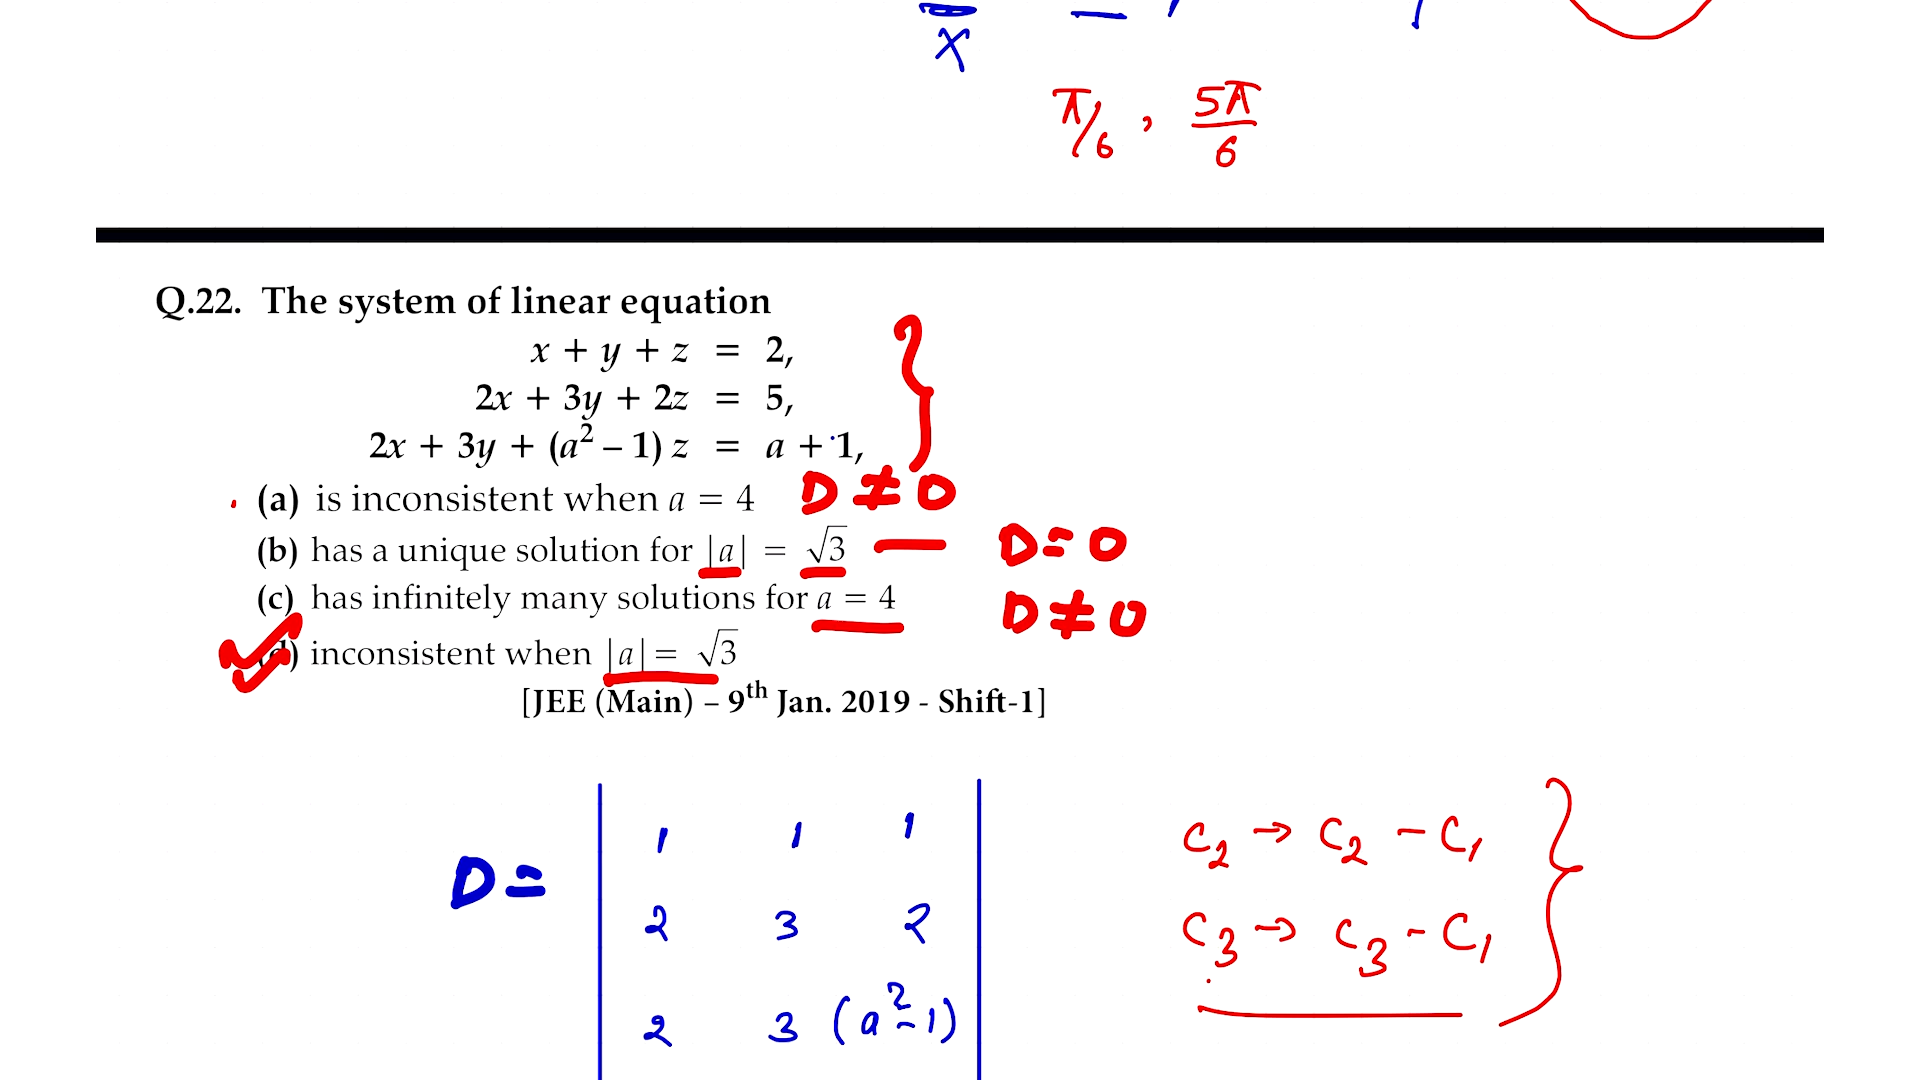 x
π/6 , 5π/6
Q.22. The system of linear equation
x + y + z = 2,
2x + 3y + 2z = 5,
2x + 3y + (a² – 1) z = a + 1,
(a) is inconsistent when a = 4 D ≠ 0
(b) has a unique solution for |a| = √3 — D = 0
(c) has infinitely many solutions for a = 4 D ≠ 0
(d) inconsistent when |a| = √3
[JEE (Main) – 9th Jan. 2019 - Shift-1]
D =
1 1 1
2 3 2
2 3 (a² - 1)
C₂ → C₂ - C₁
C₃ → C₃ - C₁